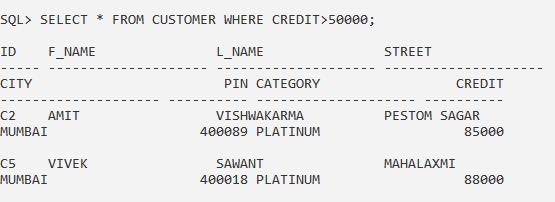 SQL> SELECT * FROM CUSTOMER WHERE CREDIT>50000;
ID    F_NAME               L_NAME               STREET
----- -------------------- -------------------- --------------------
CITY                        PIN CATEGORY                 CREDIT
-------------------- ---------- -------------------- ----------
C2    AMIT                 VISHWAKARMA          PESTOM SAGAR
MUMBAI                   400089 PLATINUM                  85000
C5    VIVEK                SAWANT               MAHALAXMI
MUMBAI                   400018 PLATINUM                  88000